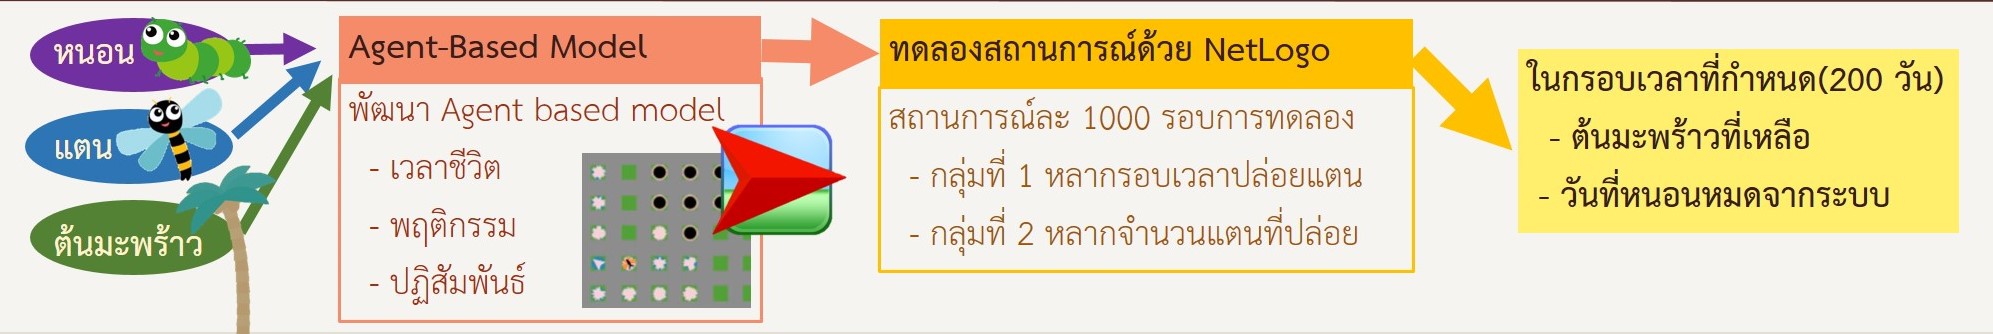 หนอน
แตน
ต้นมะพร้าว
Agent-Based Model
พัฒนา Agent based model
- เวลาชีวิต
- พฤติกรรม
- ปฏิสัมพันธ์
ทดลองสถานการณ์ด้วย NetLogo
สถานการณ์ละ 1000 รอบการทดลอง
- กลุ่มที่ 1 หลากรอบเวลาปล่อยแตน
- กลุ่มที่ 2 หลากจำนวนแตนที่ปล่อย
ในกรอบเวลาที่กำหนด(200 วัน)
- ต้นมะพร้าวที่เหลือ
- วันที่หนอนหมดจากระบบ